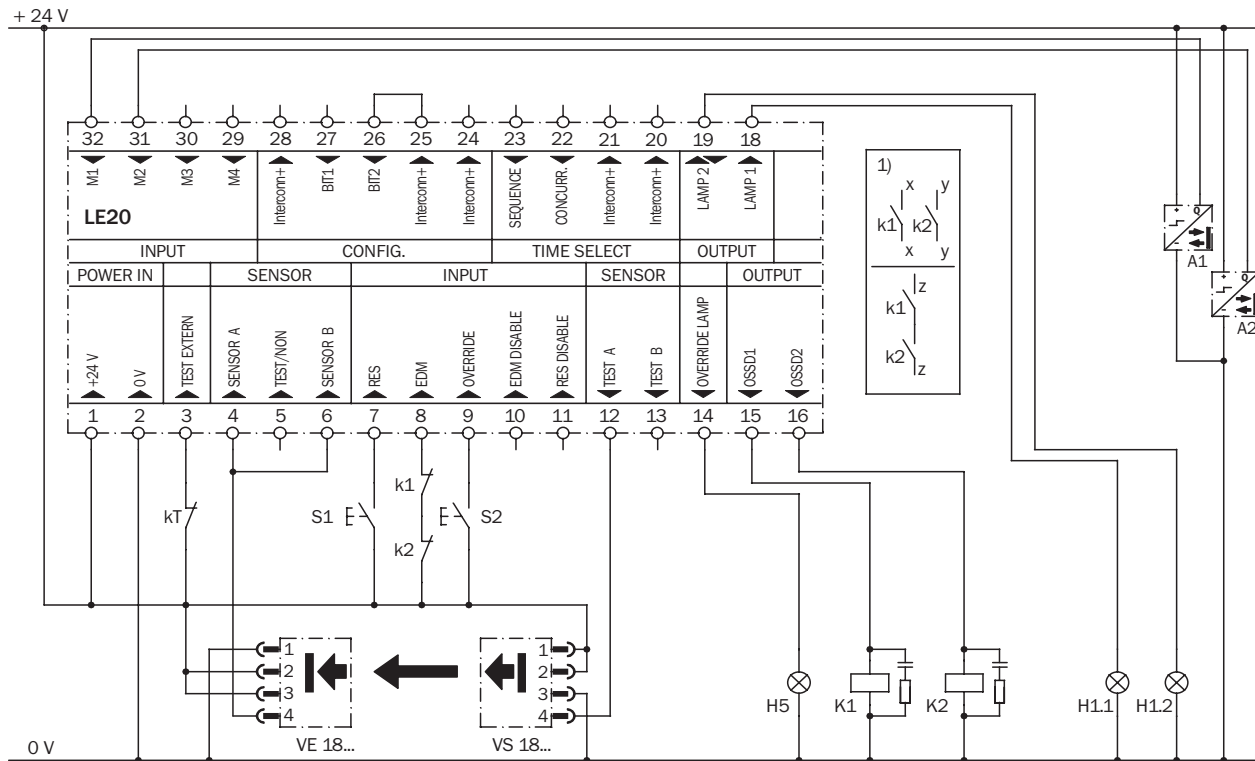 + 24 V
32 31 30 29 28 27 26 25 24 23 22 21 20 19 18
M1 M2 M3 M4 Interconn+ BIT1 BIT2 Interconn+ Interconn+ SEQUENCE CONCURR. Interconn+ Interconn+ LAMP 2 LAMP 1
LE20
INPUT CONFIG. TIME SELECT OUTPUT
POWER IN SENSOR INPUT SENSOR OUTPUT
+24 V 0 V TEST EXTERN SENSOR A TEST/NON SENSOR B RES EDM OVERRIDE EDM DISABLE RES DISABLE TEST A TEST B OVERRIDE LAMP OSSD1 OSSD2
1 2 3 4 5 6 7 8 9 10 11 12 13 14 15 16
1)
x y
k1 k2
x y
z
k1
k2
z
+ Q
-
A1
+ Q
-
A2
kT S1 k1 k2 S2
1
2
3
4
VE 18...
1
2
3
4
VS 18...
H5 K1 K2 H1.1 H1.2
0 V